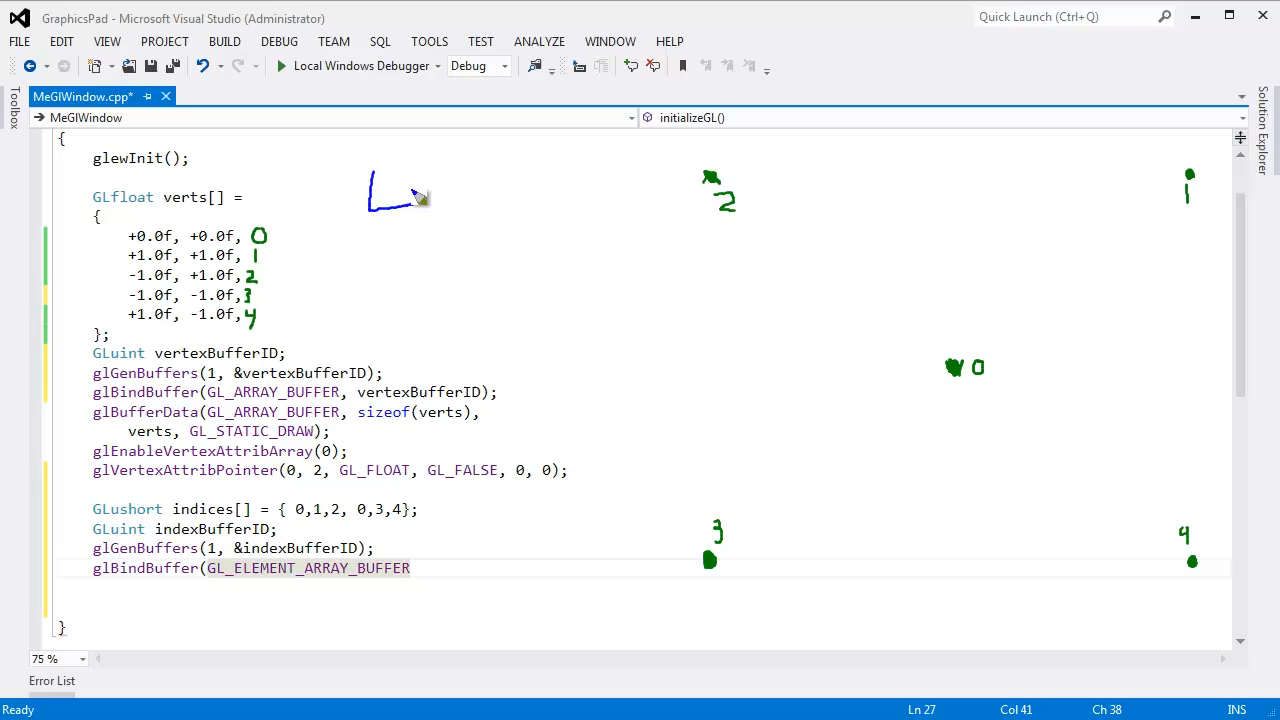 GraphicsPad - Microsoft Visual Studio (Administrator)
Quick Launch (Ctrl+Q)
FILE EDIT VIEW PROJECT BUILD DEBUG TEAM SQL TOOLS TEST ANALYZE WINDOW HELP
Local Windows Debugger Debug
Toolbox
MeGlWindow.cpp*
Solution Explorer
MeGlWindow initializeGL()
{
glewInit();
GLfloat verts[] =
{
+0.0f, +0.0f, 0
+1.0f, +1.0f, 1
-1.0f, +1.0f, 2
-1.0f, -1.0f, 3
+1.0f, -1.0f, 4
};
GLuint vertexBufferID;
glGenBuffers(1, &vertexBufferID);
glBindBuffer(GL_ARRAY_BUFFER, vertexBufferID);
glBufferData(GL_ARRAY_BUFFER, sizeof(verts),
verts, GL_STATIC_DRAW);
glEnableVertexAttribArray(0);
glVertexAttribPointer(0, 2, GL_FLOAT, GL_FALSE, 0, 0);
GLushort indices[] = { 0,1,2, 0,3,4};
GLuint indexBufferID;
glGenBuffers(1, &indexBufferID);
glBindBuffer(GL_ELEMENT_ARRAY_BUFFER
}
2
1
0
3
4
75 %
Error List
Ready Ln 27 Col 41 Ch 38 INS